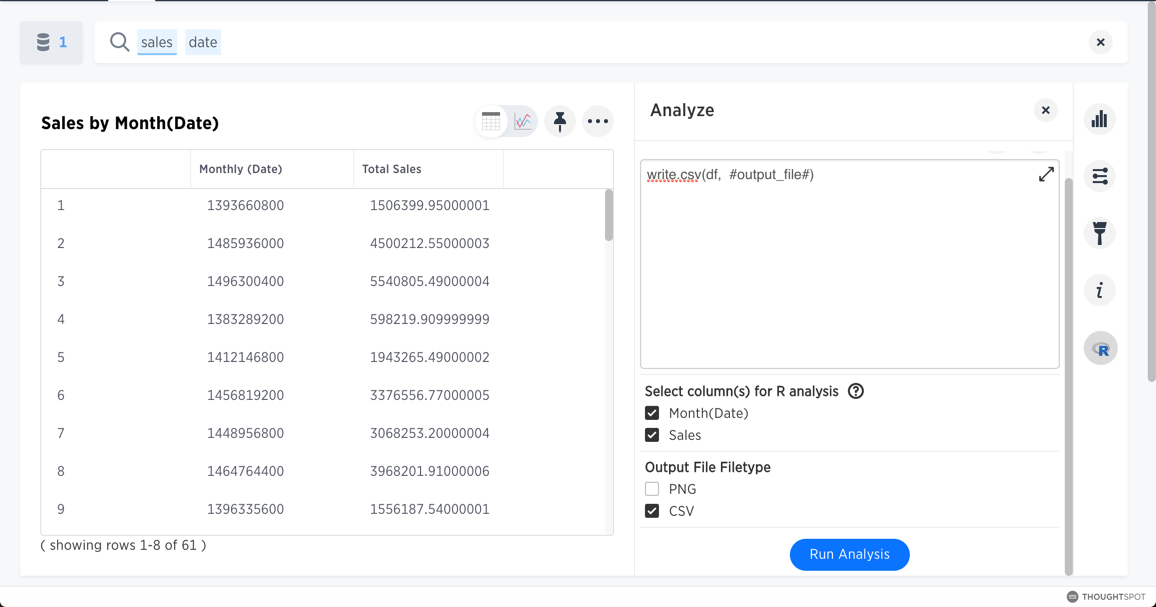 1
sales date
Sales by Month(Date)
Monthly (Date) Total Sales
1 1393660800 1506399.95000001
2 1485936000 4500212.55000003
3 1496300400 5540805.49000004
4 1383289200 598219.909999999
5 1412146800 1943265.49000002
6 1456819200 3376556.77000005
7 1448956800 3068253.20000004
8 1464764400 3968201.91000006
9 1396335600 1556187.54000001
( showing rows 1-8 of 61 )
Analyze
write.csv(df, #output_file#)
Select column(s) for R analysis ?
Month(Date)
Sales
Output File Filetype
PNG
CSV
Run Analysis
i
R
THOUGHTSPOT